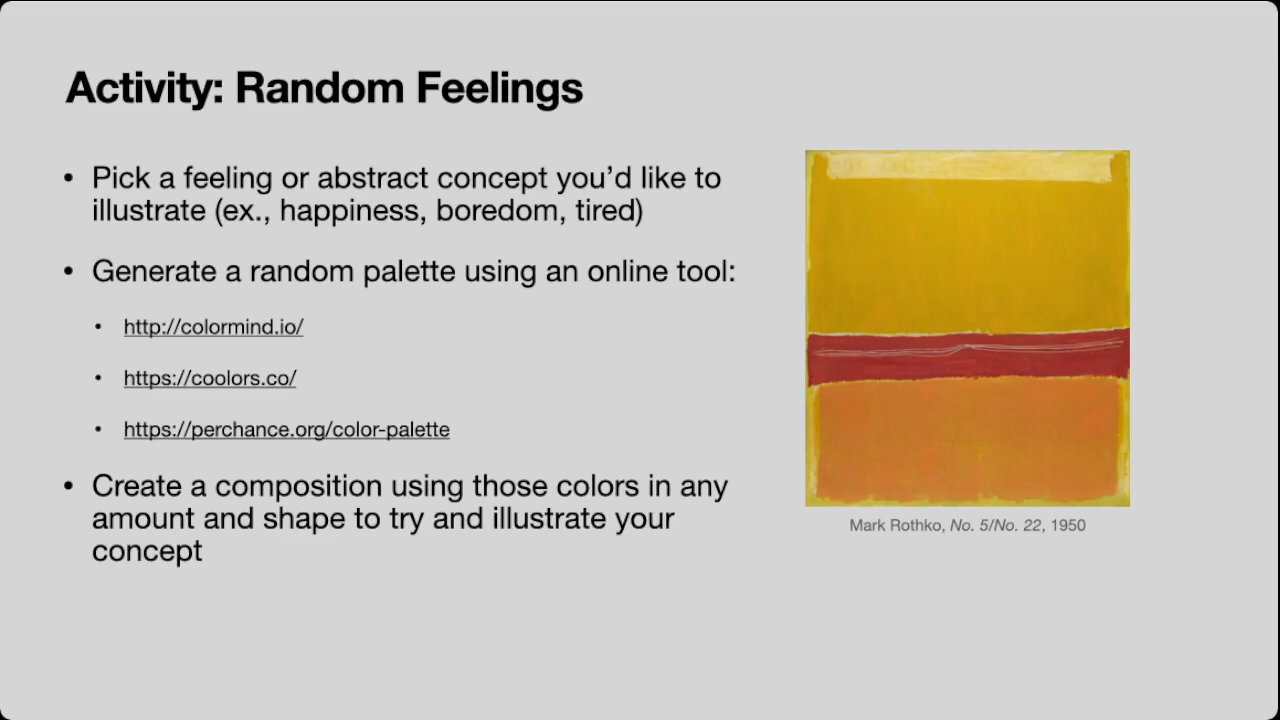 Activity: Random Feelings
• Pick a feeling or abstract concept you’d like to
illustrate (ex., happiness, boredom, tired)
• Generate a random palette using an online tool:
• http://colormind.io/
• https://coolors.co/
• https://perchance.org/color-palette
• Create a composition using those colors in any
amount and shape to try and illustrate your
concept
Mark Rothko, No. 5/No. 22, 1950